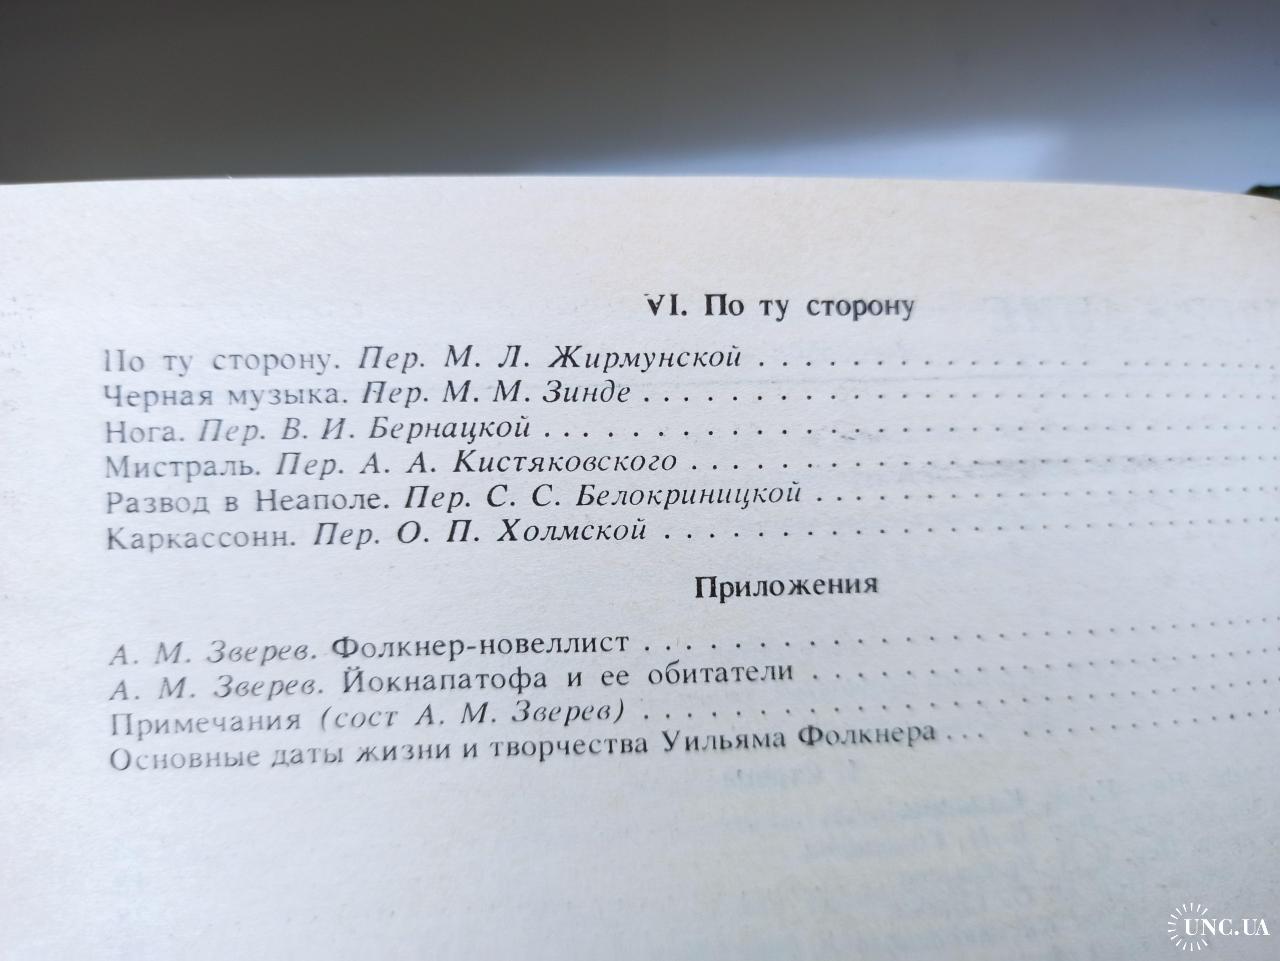 VI. По ту сторону
По ту сторону. Пер. М. Л. Жирмунской . . . . . . . . . . . . . . . .
Черная музыка. Пер. М. М. Зинде . . . . . . . . . . . . . . . . . . .
Нога. Пер. В. И. Бернацкой . . . . . . . . . . . . . . . . . . . . . .
Мистраль. Пер. А. А. Кистяковского . . . . . . . . . . . . . . . . .
Развод в Неаполе. Пер. С. С. Белокриницкой . . . . . . . . . . . . .
Каркассонн. Пер. О. П. Холмской . . . . . . . . . . . . . . . . . .
Приложения
А. М. Зверев. Фолкнер-новеллист . . . . . . . . . . . . . . . . . . .
А. М. Зверев. Йокнапатофа и ее обитатели . . . . . . . . . . . . . .
Примечания (сост А. М. Зверев) . . . . . . . . . . . . . . . . . . .
Основные даты жизни и творчества Уильяма Фолкнера . . . . . . . . .
UNC.UA